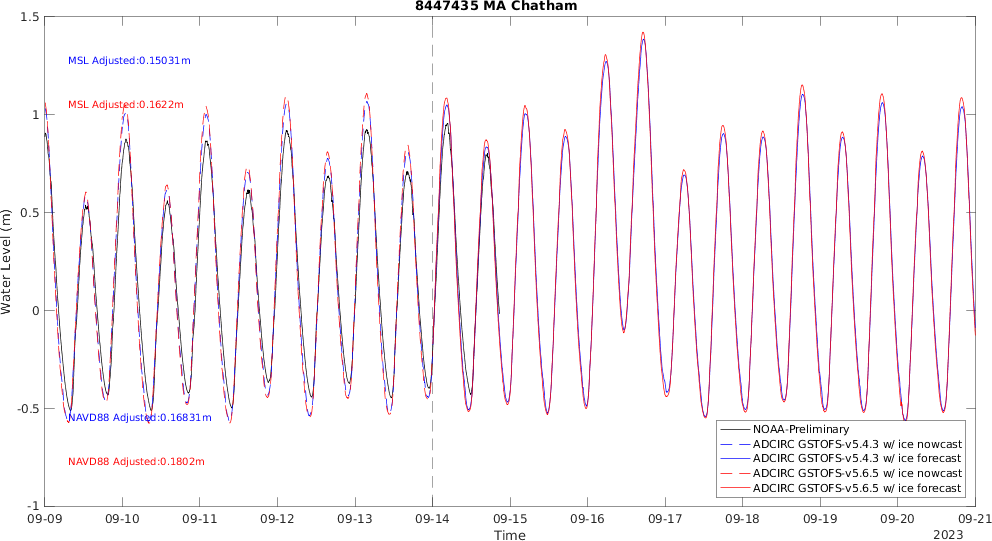 8447435 MA Chatham
1.5
1
0.5
0
-0.5
-1
Water Level (m)
MSL Adjusted:0.15031m
MSL Adjusted:0.1622m
NAVD88 Adjusted:0.16831m
NAVD88 Adjusted:0.1802m
NOAA-Preliminary
ADCIRC GSTOFS-v5.4.3 w/ ice nowcast
ADCIRC GSTOFS-v5.4.3 w/ ice forecast
ADCIRC GSTOFS-v5.6.5 w/ ice nowcast
ADCIRC GSTOFS-v5.6.5 w/ ice forecast
09-09 09-10 09-11 09-12 09-13 09-14 09-15 09-16 09-17 09-18 09-19 09-20 09-21
Time
2023